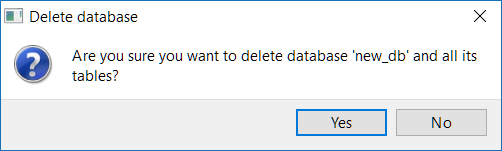 Delete database
Are you sure you want to delete database 'new_db' and all its
tables?
Yes
No